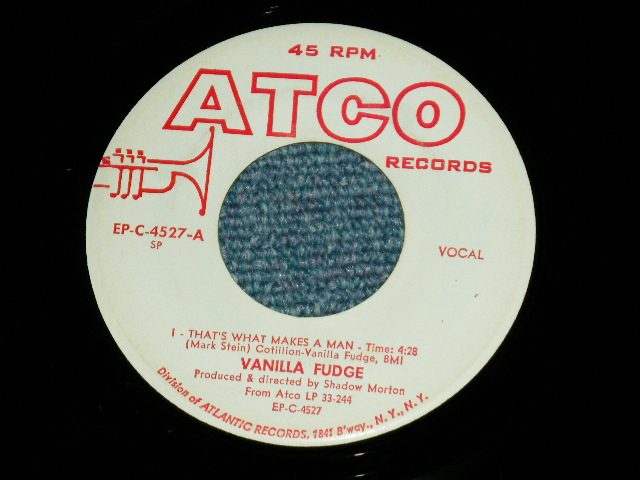 45 RPM
ATCO
RECORDS
EP-C-4527-A
SP
VOCAL
1 - THAT'S WHAT MAKES A MAN - Time: 4:28
(Mark Stein) Cotillion-Vanilla Fudge, BMI
VANILLA FUDGE
Produced & directed by Shadow Morton
From Atco LP 33-244
EP-C-4527
Division of ATLANTIC RECORDS, 1841 B'way., N.Y., N.Y.